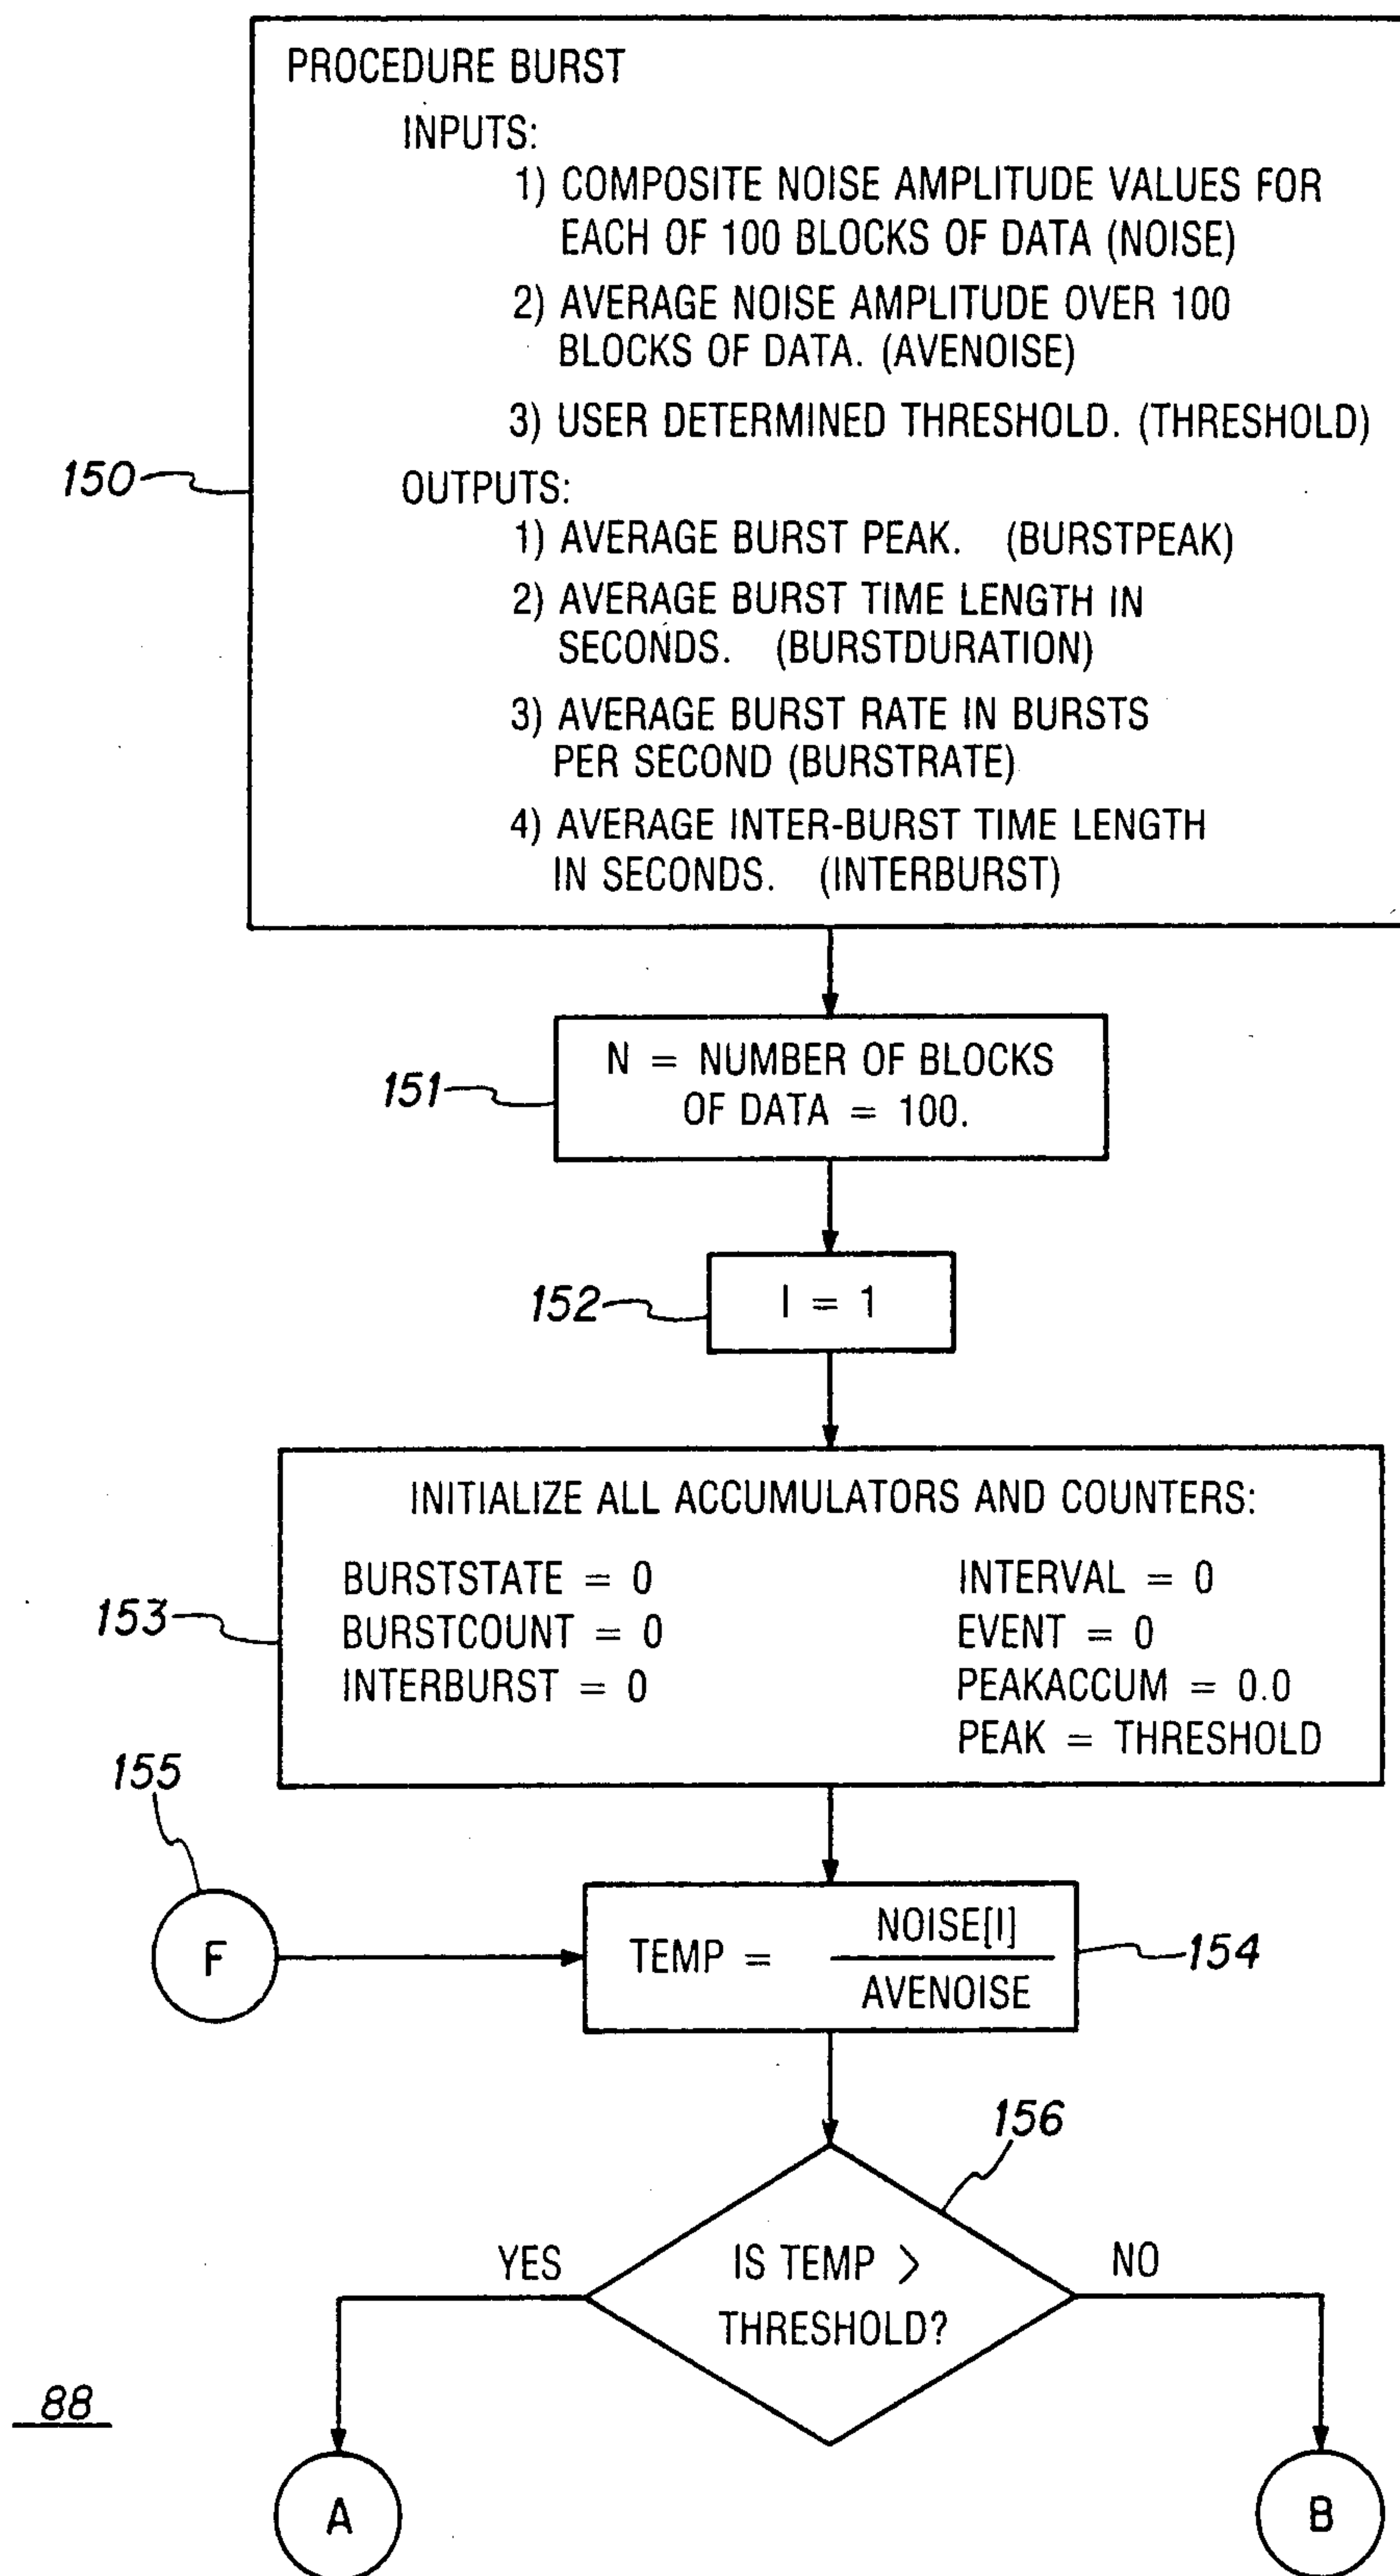 PROCEDURE BURST
INPUTS:
1) COMPOSITE NOISE AMPLITUDE VALUES FOR
EACH OF 100 BLOCKS OF DATA (NOISE)
2) AVERAGE NOISE AMPLITUDE OVER 100
BLOCKS OF DATA. (AVENOISE)
3) USER DETERMINED THRESHOLD. (THRESHOLD)
150
OUTPUTS:
1) AVERAGE BURST PEAK. (BURSTPEAK)
2) AVERAGE BURST TIME LENGTH IN
SECONDS. (BURSTDURATION)
3) AVERAGE BURST RATE IN BURSTS
PER SECOND (BURSTRATE)
4) AVERAGE INTER-BURST TIME LENGTH
IN SECONDS. (INTERBURST)
151
N = NUMBER OF BLOCKS
OF DATA = 100.
152
I = 1
153
INITIALIZE ALL ACCUMULATORS AND COUNTERS:
BURSTSTATE = 0
BURSTCOUNT = 0
INTERBURST = 0
INTERVAL = 0
EVENT = 0
PEAKACCUM = 0.0
PEAK = THRESHOLD
155
F
TEMP =
NOISE[I]
AVENOISE
154
156
YES
IS TEMP >
THRESHOLD?
NO
88
A
B